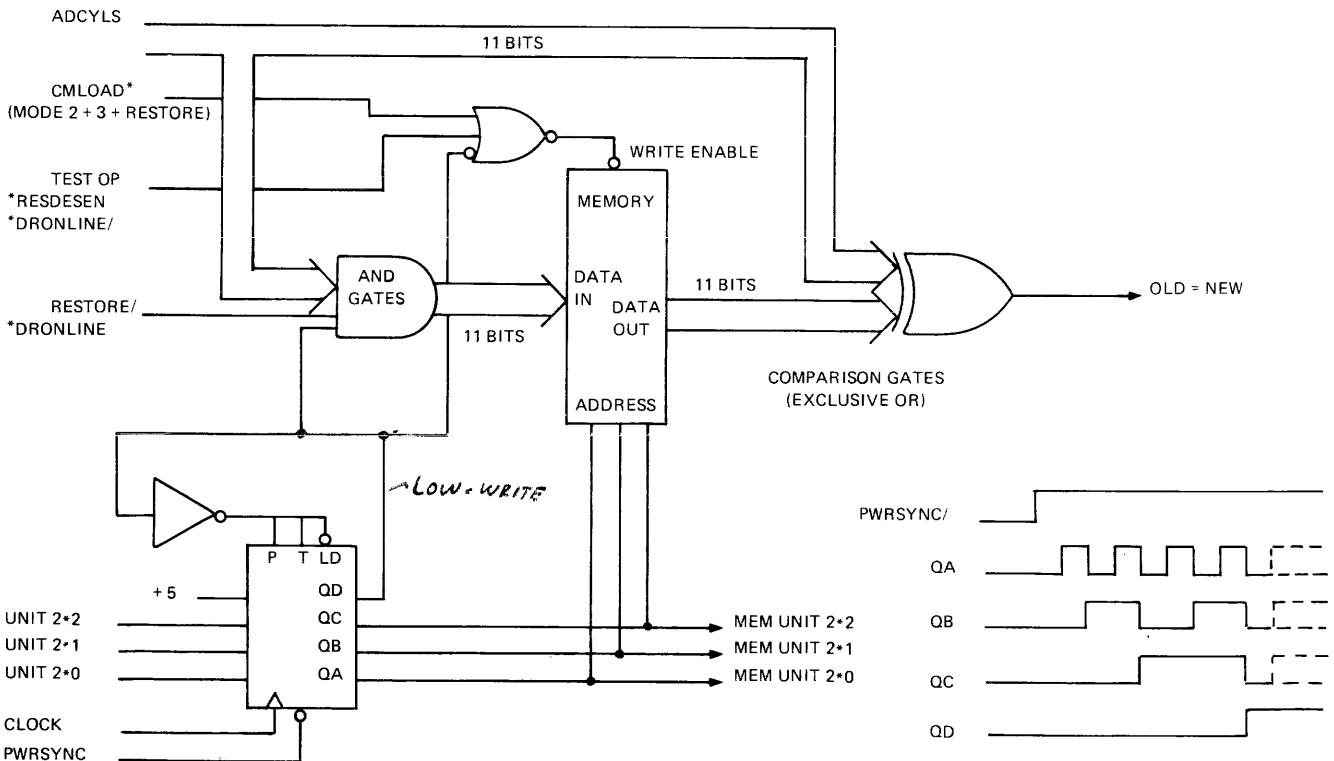 ADCYLS
11 BITS
CMLOAD*
(MODE 2 + 3 + RESTORE)
WRITE ENABLE
TEST OP
*RESDESEN
*DRONLINE/
MEMORY
AND
GATES
DATA
IN
DATA
OUT
11 BITS
OLD = NEW
RESTORE/
*DRONLINE
11 BITS
COMPARISON GATES
(EXCLUSIVE OR)
ADDRESS
LOW = WRITE
PWRSYNC/
P T LD
QA
+5
QD
UNIT 2*2
QC
MEM UNIT 2*2
QB
UNIT 2*1
QB
MEM UNIT 2*1
UNIT 2*0
QA
MEM UNIT 2*0
QC
CLOCK
QD
PWRSYNC